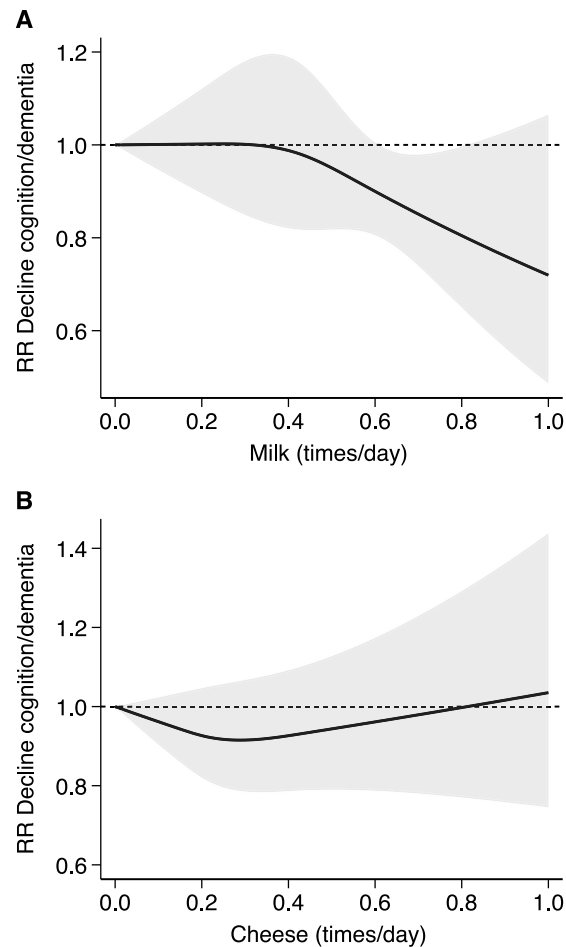 A
RR Decline cognition/dementia
1.2
1.0
0.8
0.6
0.0 0.2 0.4 0.6 0.8 1.0
Milk (times/day)
B
RR Decline cognition/dementia
1.4
1.2
1.0
0.8
0.6
0.0 0.2 0.4 0.6 0.8 1.0
Cheese (times/day)